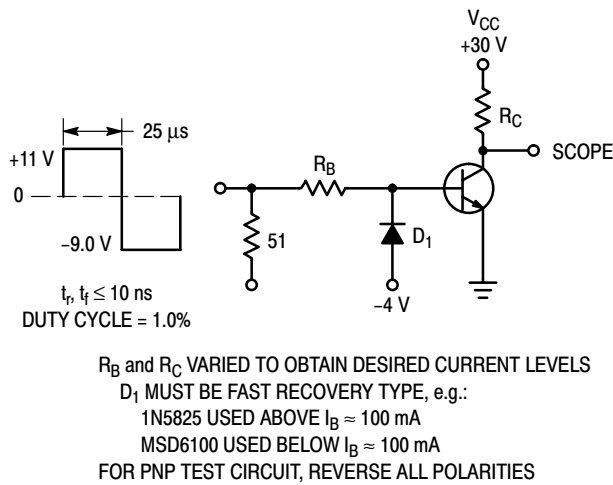 V_CC
+30 V
25 µs
R_C
+11 V
SCOPE
R_B
0
51
D_1
−9.0 V
−4 V
t_r, t_f ≤ 10 ns
DUTY CYCLE = 1.0%
R_B and R_C VARIED TO OBTAIN DESIRED CURRENT LEVELS
D_1 MUST BE FAST RECOVERY TYPE, e.g.:
1N5825 USED ABOVE I_B ≈ 100 mA
MSD6100 USED BELOW I_B ≈ 100 mA
FOR PNP TEST CIRCUIT, REVERSE ALL POLARITIES